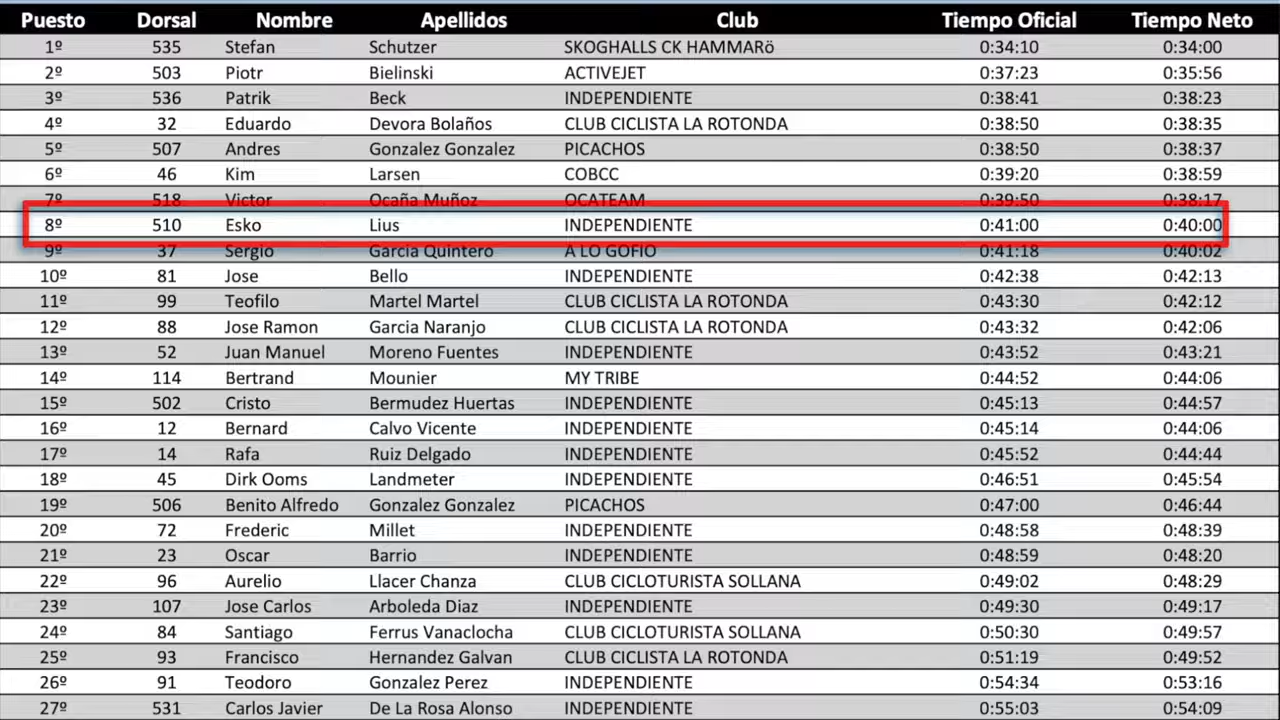 Puesto Dorsal Nombre Apellidos Club Tiempo Oficial Tiempo Neto
1º 535 Stefan Schutzer SKOGHALLS CK HAMMARö 0:34:10 0:34:00
2º 503 Piotr Bielinski ACTIVEJET 0:37:23 0:35:56
3º 536 Patrik Beck INDEPENDIENTE 0:38:41 0:38:23
4º 32 Eduardo Devora Bolaños CLUB CICLISTA LA ROTONDA 0:38:50 0:38:35
5º 507 Andres Gonzalez Gonzalez PICACHOS 0:38:50 0:38:37
6º 46 Kim Larsen COBCC 0:39:20 0:38:59
7º 518 Victor Ocaña Muñoz OCATEAM 0:39:50 0:38:17
8º 510 Esko Lius INDEPENDIENTE 0:41:00 0:40:00
9º 37 Sergio Garcia Quintero A LO GOFIO 0:41:18 0:40:02
10º 81 Jose Bello INDEPENDIENTE 0:42:38 0:42:13
11º 99 Teofilo Martel Martel CLUB CICLISTA LA ROTONDA 0:43:30 0:42:12
12º 88 Jose Ramon Garcia Naranjo CLUB CICLISTA LA ROTONDA 0:43:32 0:42:06
13º 52 Juan Manuel Moreno Fuentes INDEPENDIENTE 0:43:52 0:43:21
14º 114 Bertrand Mounier MY TRIBE 0:44:52 0:44:06
15º 502 Cristo Bermudez Huertas INDEPENDIENTE 0:45:13 0:44:57
16º 12 Bernard Calvo Vicente INDEPENDIENTE 0:45:14 0:44:06
17º 14 Rafa Ruiz Delgado INDEPENDIENTE 0:45:52 0:44:44
18º 45 Dirk Ooms Landmeter INDEPENDIENTE 0:46:51 0:45:54
19º 506 Benito Alfredo Gonzalez Gonzalez PICACHOS 0:47:00 0:46:44
20º 72 Frederic Millet INDEPENDIENTE 0:48:58 0:48:39
21º 23 Oscar Barrio INDEPENDIENTE 0:48:59 0:48:20
22º 96 Aurelio Llacer Chanza CLUB CICLOTURISTA SOLLANA 0:49:02 0:48:29
23º 107 Jose Carlos Arboleda Diaz INDEPENDIENTE 0:49:30 0:49:17
24º 84 Santiago Ferrus Vanaclocha CLUB CICLOTURISTA SOLLANA 0:50:30 0:49:57
25º 93 Francisco Hernandez Galvan CLUB CICLISTA LA ROTONDA 0:51:19 0:49:52
26º 91 Teodoro Gonzalez Perez INDEPENDIENTE 0:54:34 0:53:16
27º 531 Carlos Javier De La Rosa Alonso INDEPENDIENTE 0:55:03 0:54:09